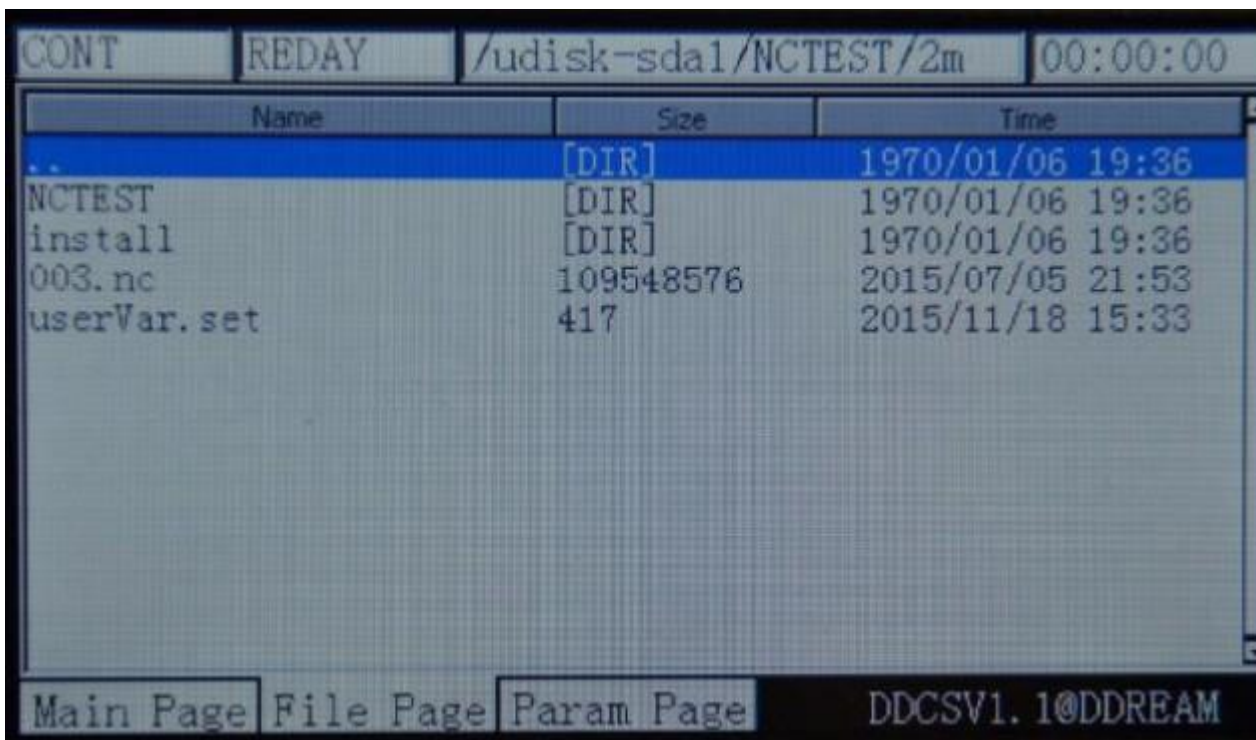 CONT REDAY /udisk-sda1/NCTEST/2m 00:00:00
Name Size Time
.. [DIR] 1970/01/06 19:36
NCTEST [DIR] 1970/01/06 19:36
install [DIR] 1970/01/06 19:36
003.nc 109548576 2015/07/05 21:53
userVar.set 417 2015/11/18 15:33
Main Page File Page Param Page DDCSV1.1@DDREAM